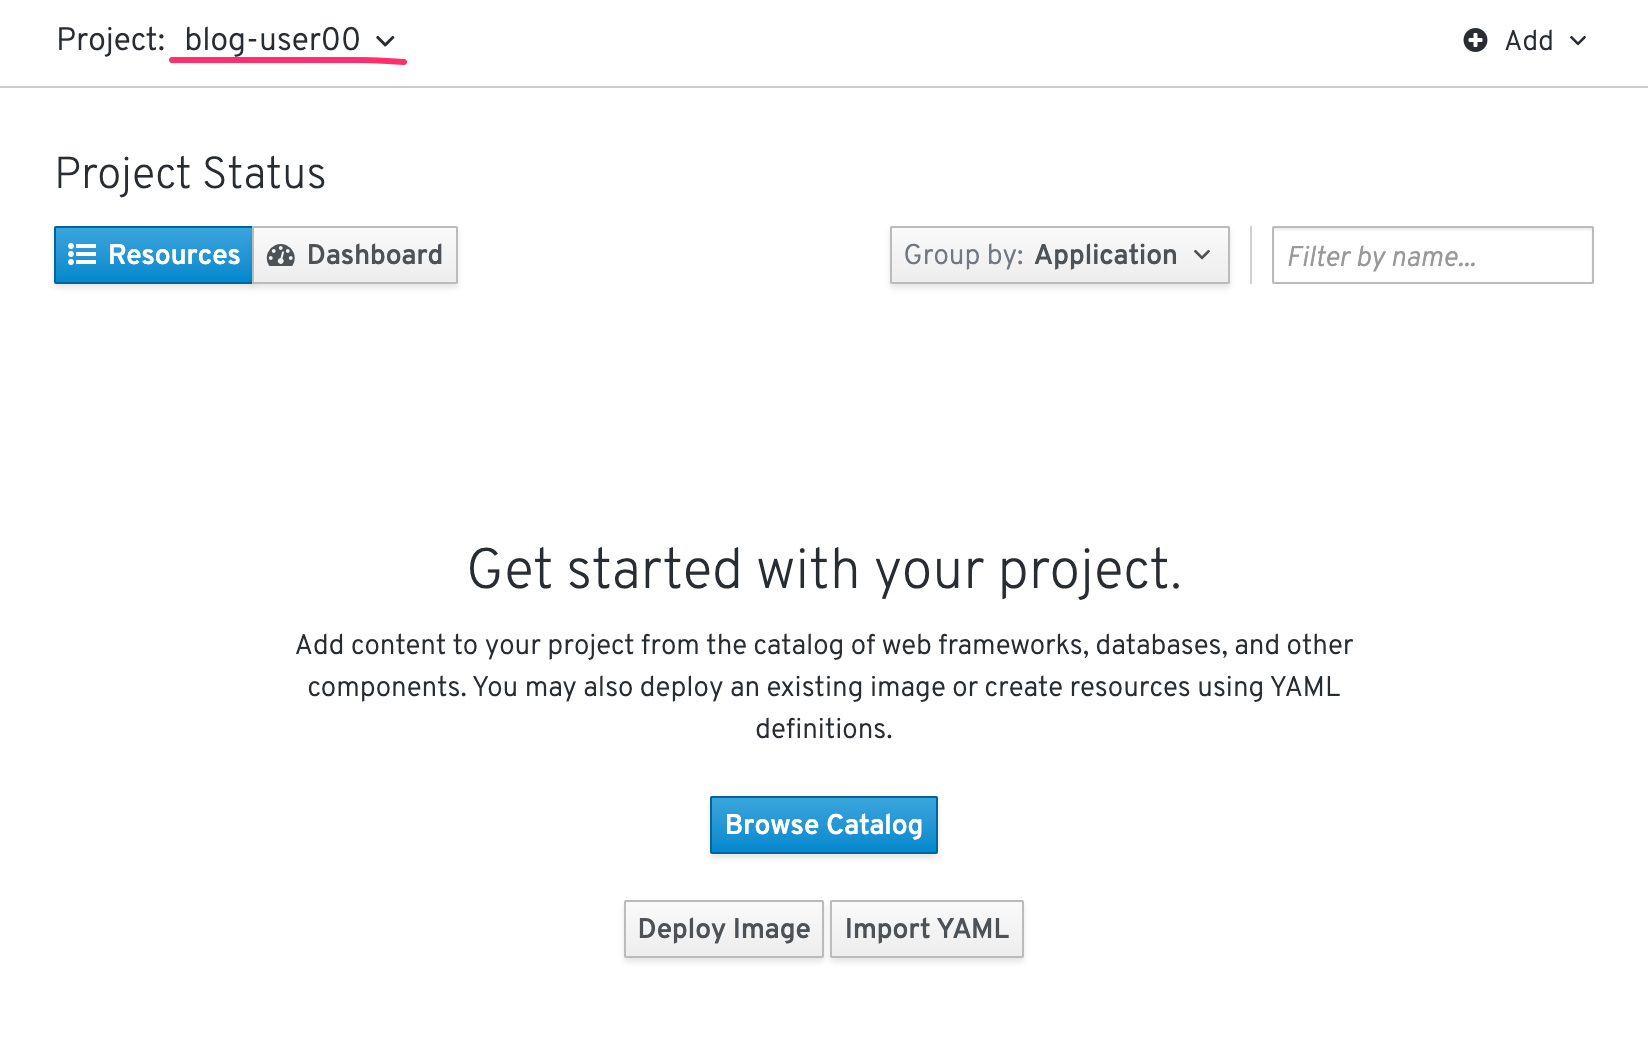 Project: blog-user00
Add
Project Status
Resources
Dashboard
Group by: Application
Filter by name...
Get started with your project.
Add content to your project from the catalog of web frameworks, databases, and other
components. You may also deploy an existing image or create resources using YAML
definitions.
Browse Catalog
Deploy Image
Import YAML